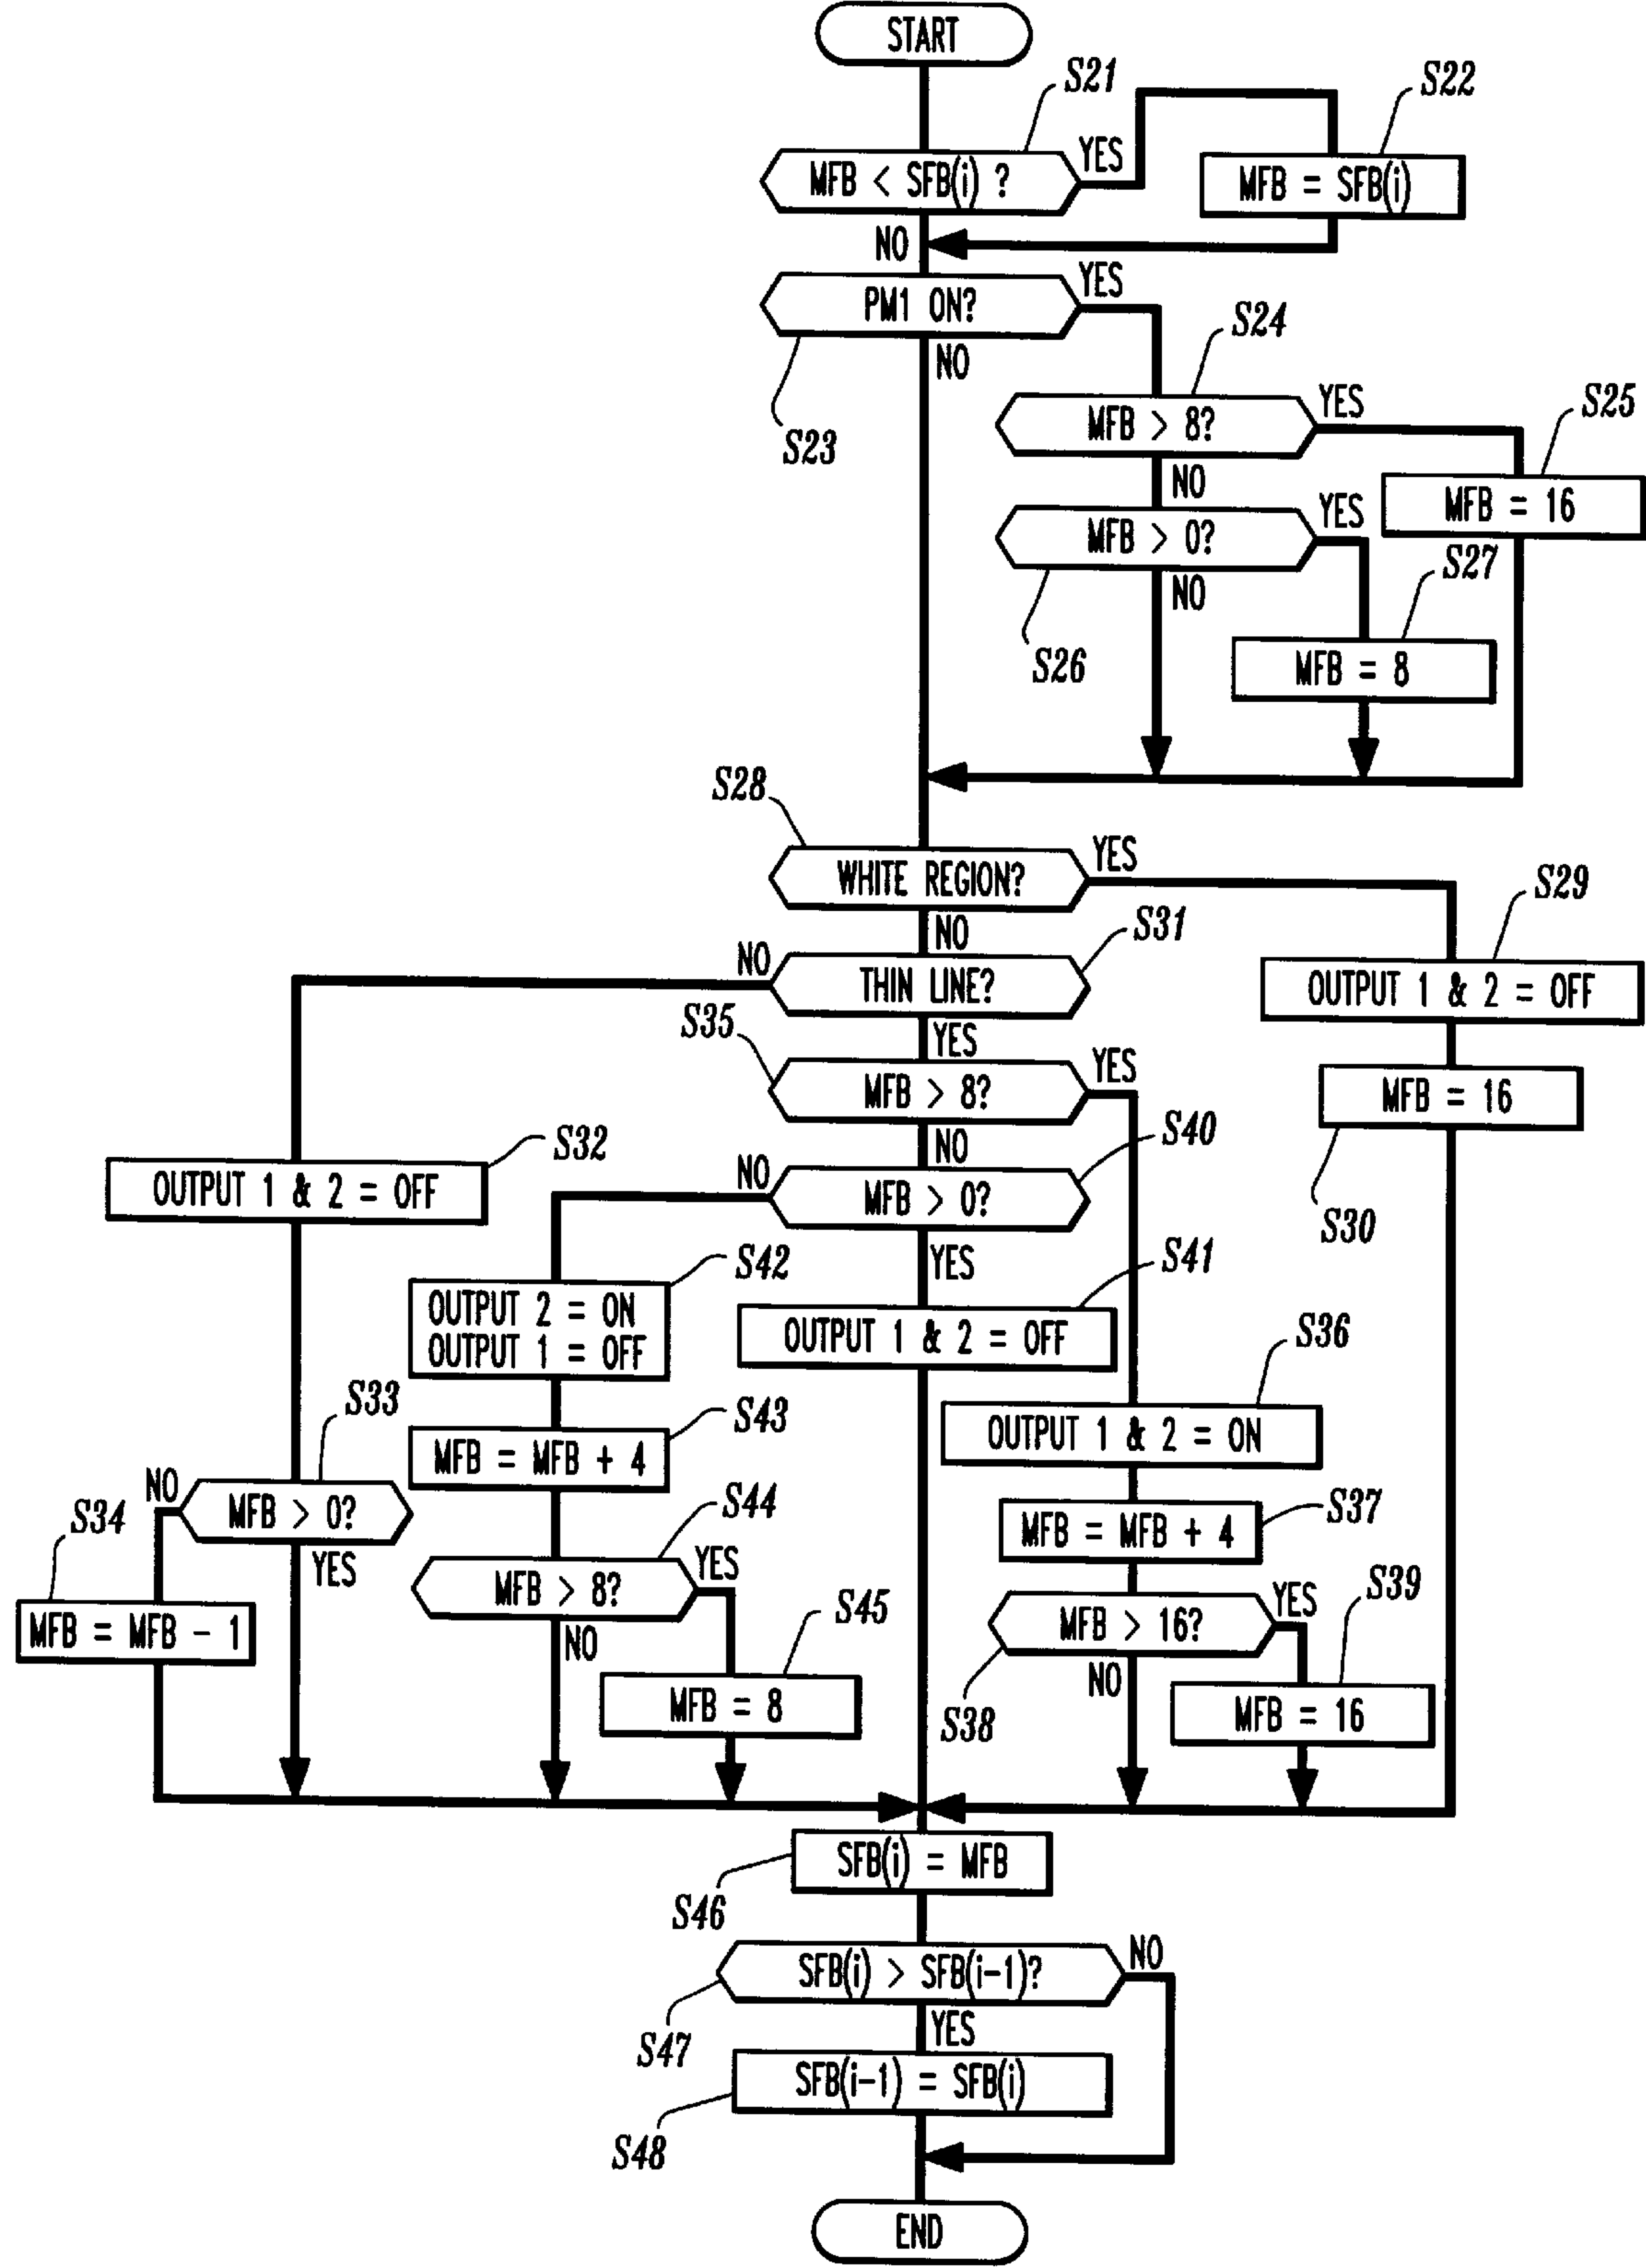 START
S21
S22
YES
MFB < SFB(i) ?
MFB = SFB(i)
NO
YES
PM1 ON?
S24
NO
S23
YES
S25
MFB > 8?
NO
MFB = 16
YES
MFB > 0?
S27
NO
S26
MFB = 8
S28
YES
WHITE REGION?
S29
NO
S31
NO
THIN LINE?
OUTPUT 1 & 2 = OFF
S35
YES
YES
MFB > 8?
MFB = 16
S40
NO
S32
NO
OUTPUT 1 & 2 = OFF
MFB > 0?
S30
YES
S42
S41
OUTPUT 2 = ON
OUTPUT 1 = OFF
OUTPUT 1 & 2 = OFF
S36
S33
S43
OUTPUT 1 & 2 = ON
MFB = MFB + 4
NO
MFB > 0?
S34
S44
S37
MFB = MFB + 4
YES
YES
MFB > 8?
S39
YES
MFB > 16?
S45
MFB = MFB - 1
NO
NO
MFB = 8
S38
MFB = 16
SFB(i) = MFB
S46
NO
SFB(i) > SFB(i-1)?
YES
S47
SFB(i-1) = SFB(i)
S48
END